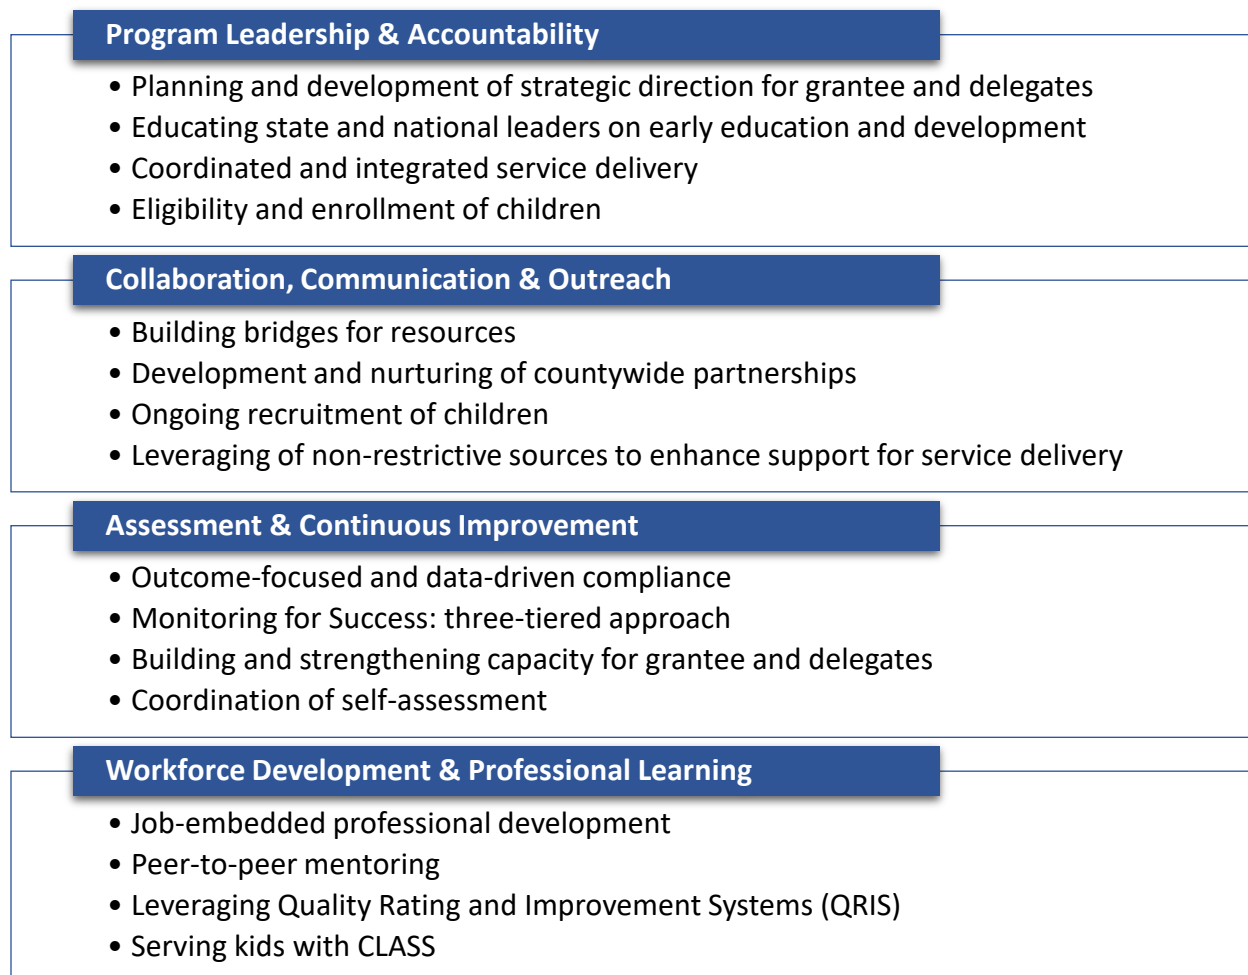 Program Leadership & Accountability
• Planning and development of strategic direction for grantee and delegates
• Educating state and national leaders on early education and development
• Coordinated and integrated service delivery
• Eligibility and enrollment of children
Collaboration, Communication & Outreach
• Building bridges for resources
• Development and nurturing of countywide partnerships
• Ongoing recruitment of children
• Leveraging of non-restrictive sources to enhance support for service delivery
Assessment & Continuous Improvement
• Outcome-focused and data-driven compliance
• Monitoring for Success: three-tiered approach
• Building and strengthening capacity for grantee and delegates
• Coordination of self-assessment
Workforce Development & Professional Learning
• Job-embedded professional development
• Peer-to-peer mentoring
• Leveraging Quality Rating and Improvement Systems (QRIS)
• Serving kids with CLASS